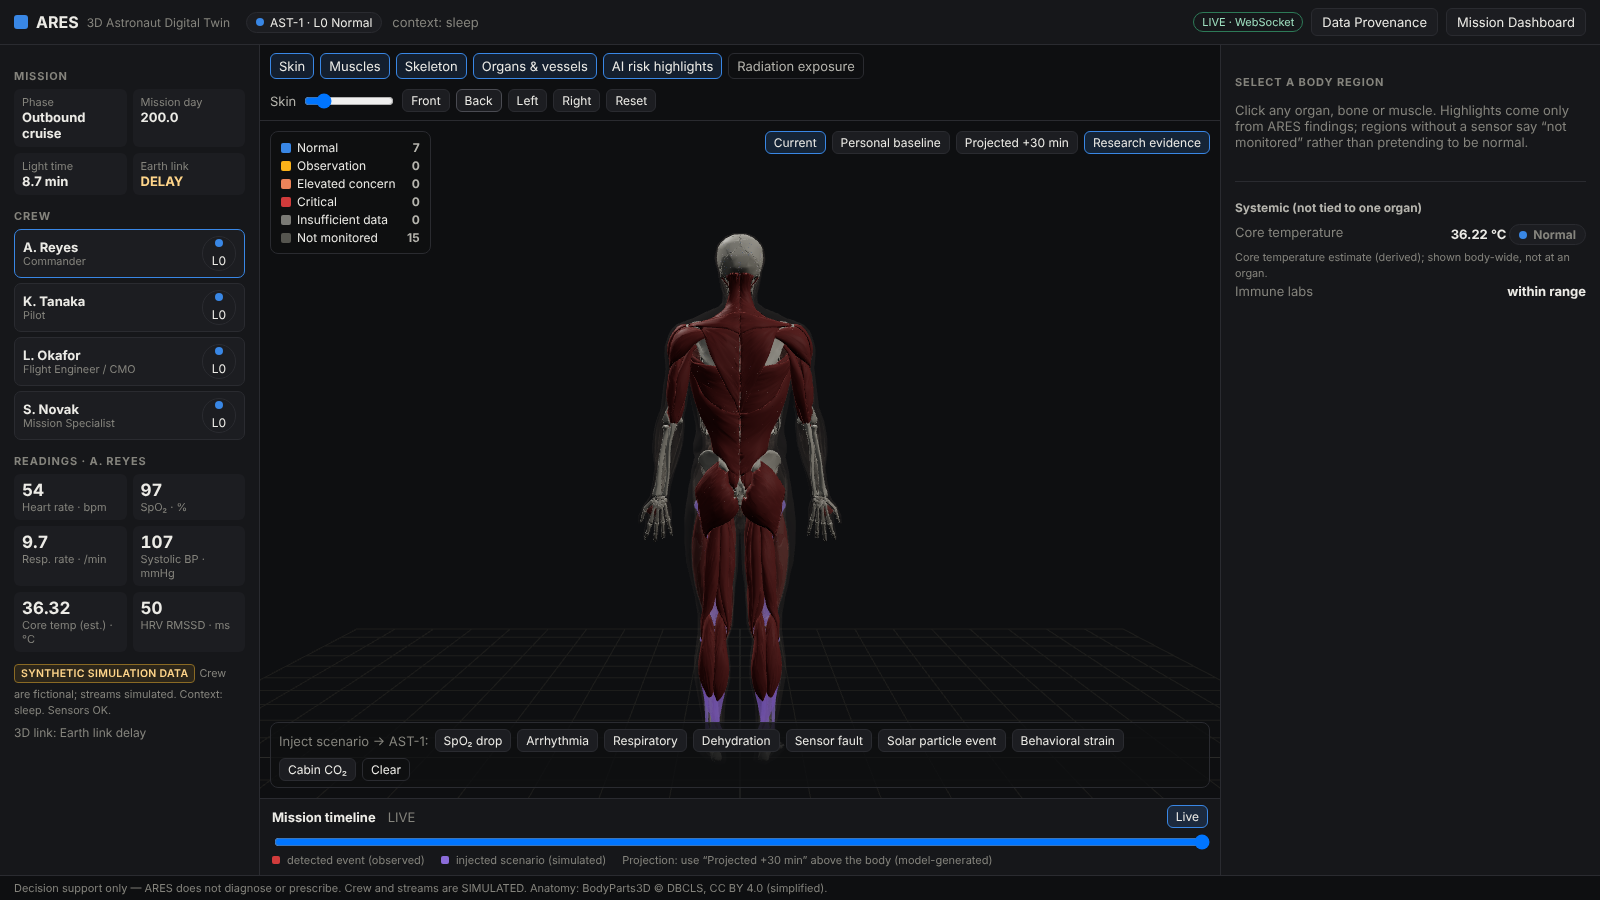 ARES 3D Astronaut Digital Twin AST-1 · L0 Normal context: sleep LIVE · WebSocket Data Provenance Mission Dashboard
MISSION
Phase
Outbound cruise
Mission day
200.0
Light time
8.7 min
Earth link
DELAY
CREW
A. Reyes
Commander
L0
K. Tanaka
Pilot
L0
L. Okafor
Flight Engineer / CMO
L0
S. Novak
Mission Specialist
L0
READINGS · A. REYES
54
Heart rate · bpm
97
SpO₂ · %
9.7
Resp. rate · /min
107
Systolic BP · mmHg
36.32
Core temp (est.) · °C
50
HRV RMSSD · ms
SYNTHETIC SIMULATION DATA Crew
are fictional; streams simulated. Context:
sleep. Sensors OK.
3D link: Earth link delay
Skin Muscles Skeleton Organs & vessels AI risk highlights Radiation exposure
Skin Front Back Left Right Reset
Normal 7
Observation 0
Elevated concern 0
Critical 0
Insufficient data 0
Not monitored 15
Current Personal baseline Projected +30 min Research evidence
Inject scenario → AST-1: SpO₂ drop Arrhythmia Respiratory Dehydration Sensor fault Solar particle event Behavioral strain
Cabin CO₂ Clear
Mission timeline LIVE Live
detected event (observed) injected scenario (simulated) Projection: use “Projected +30 min” above the body (model-generated)
SELECT A BODY REGION
Click any organ, bone or muscle. Highlights come only
from ARES findings; regions without a sensor say “not
monitored” rather than pretending to be normal.
Systemic (not tied to one organ)
Core temperature 36.22 °C Normal
Core temperature estimate (derived); shown body-wide, not at an
organ.
Immune labs within range
Decision support only — ARES does not diagnose or prescribe. Crew and streams are SIMULATED. Anatomy: BodyParts3D © DBCLS, CC BY 4.0 (simplified).